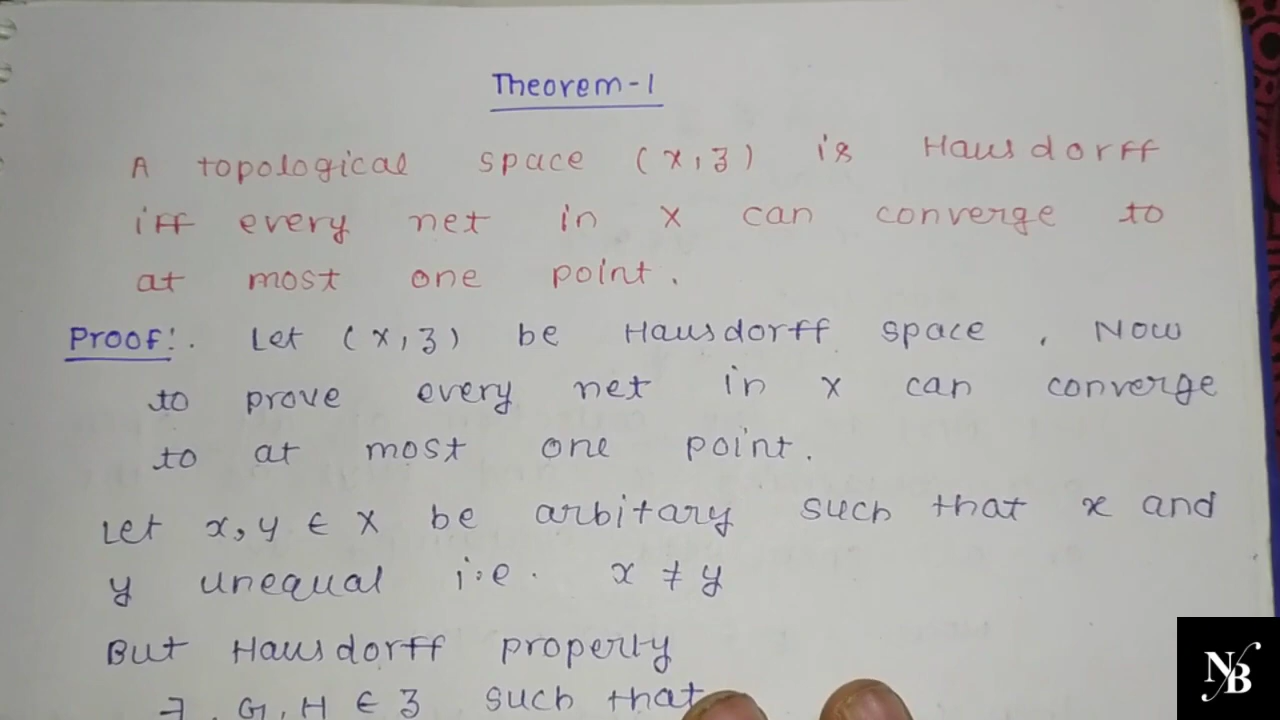 Theorem-1
A topological space (X,ℑ) is Hausdorff
iff every net in X can converge to
at most one point.
Proof:. Let (X,ℑ) be Hausdorff space. Now
to prove every net in X can converge
to at most one point.
Let x,y ∈ X be arbitary such that x and
y unequal i.e. x ≠ y
But Hausdorff property
∃, G,H ∈ ℑ such that
NB